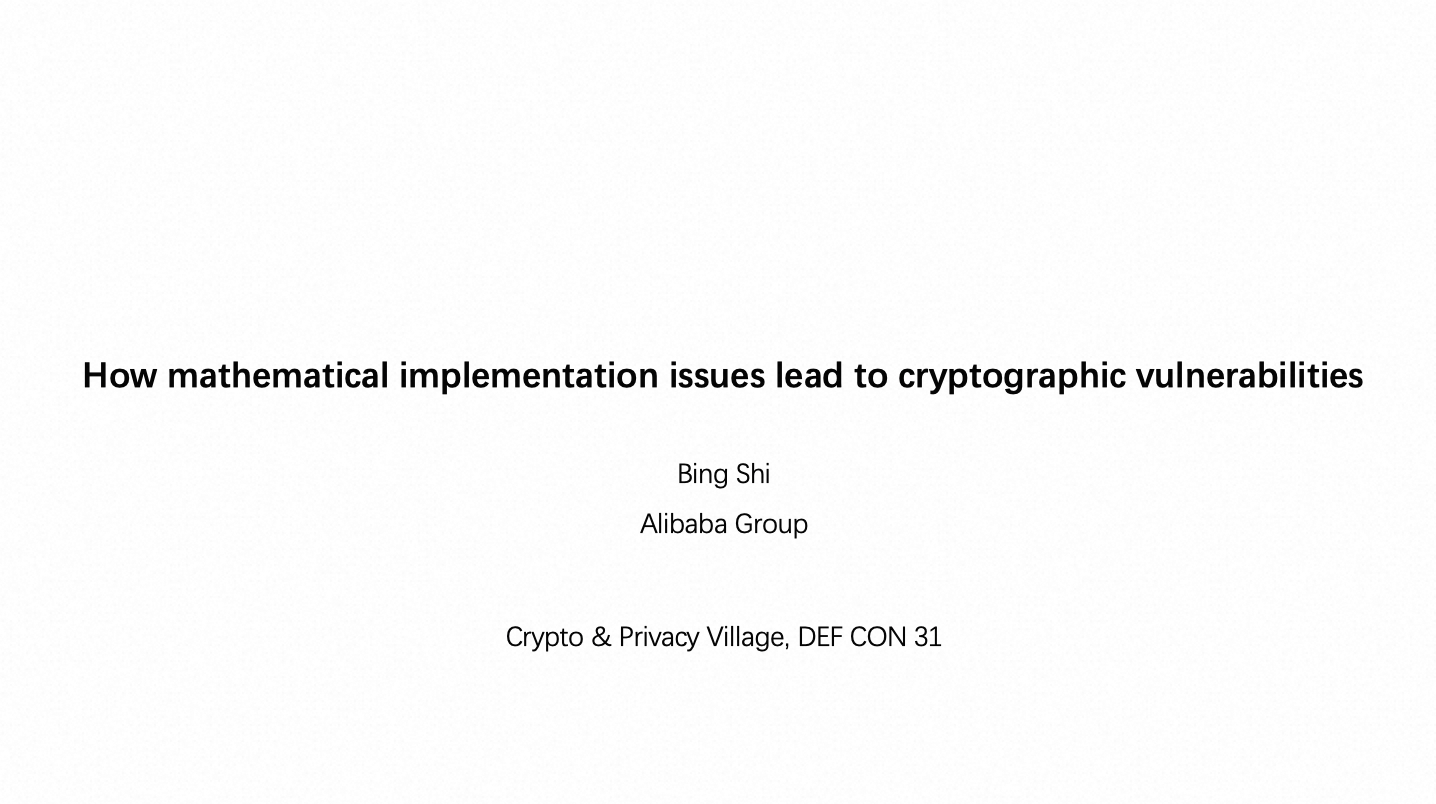 How mathematical implementation issues lead to cryptographic vulnerabilities
Bing Shi
Alibaba Group
Crypto & Privacy Village, DEF CON 31